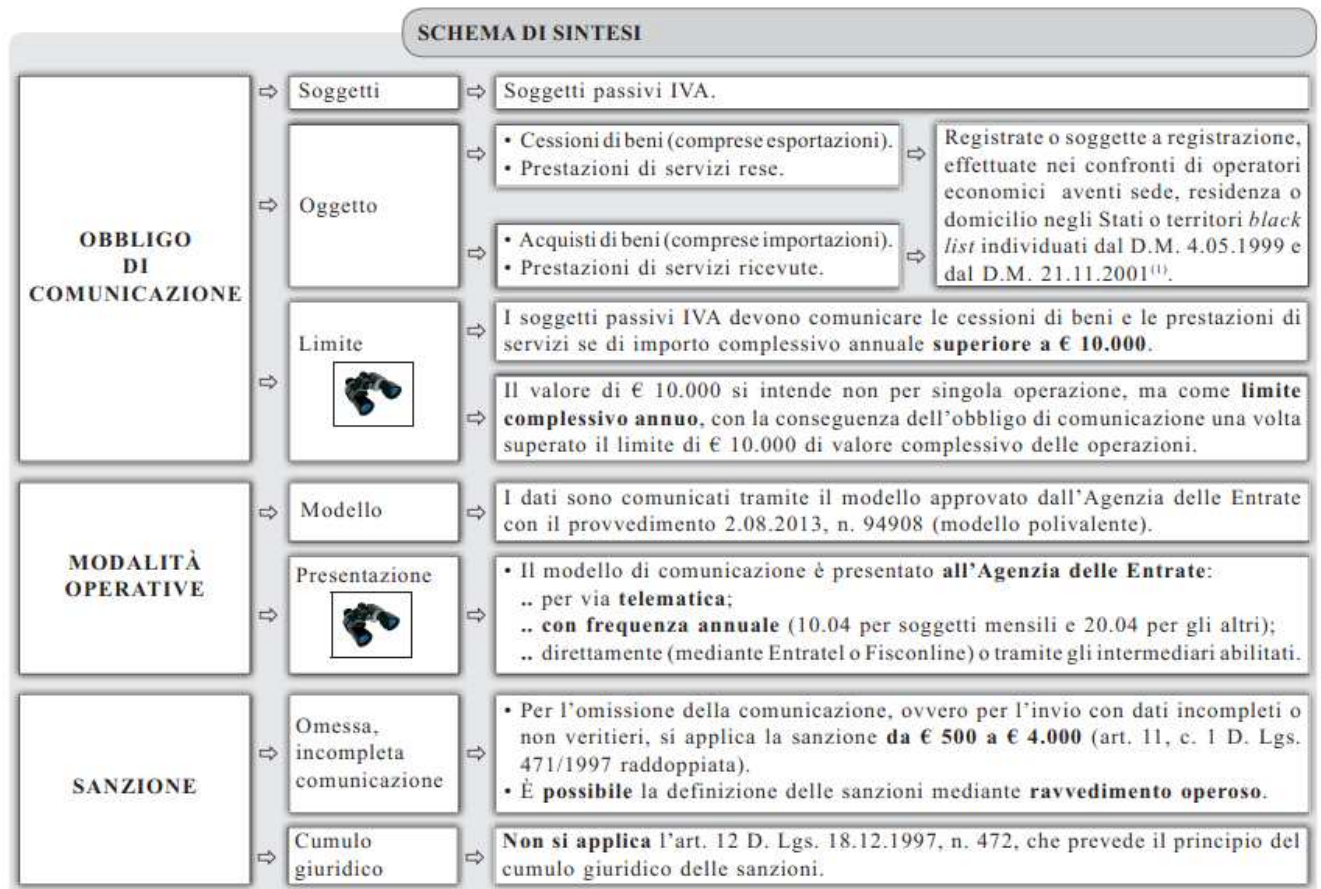 SCHEMA DI SINTESI
OBBLIGO
DI
COMUNICAZIONE
⇨ Soggetti ⇨ Soggetti passivi IVA.
⇨ Oggetto
⇨ • Cessioni di beni (comprese esportazioni).
• Prestazioni di servizi rese.
⇨ • Acquisti di beni (comprese importazioni).
• Prestazioni di servizi ricevute.
⇨ Registrate o soggette a registrazione,
effettuate nei confronti di operatori
economici aventi sede, residenza o
domicilio negli Stati o territori black
list individuati dal D.M. 4.05.1999 e
dal D.M. 21.11.2001(1).
⇨ Limite
⇨ I soggetti passivi IVA devono comunicare le cessioni di beni e le prestazioni di
servizi se di importo complessivo annuale superiore a € 10.000.
⇨ Il valore di € 10.000 si intende non per singola operazione, ma come limite
complessivo annuo, con la conseguenza dell'obbligo di comunicazione una volta
superato il limite di € 10.000 di valore complessivo delle operazioni.
MODALITÀ
OPERATIVE
⇨ Modello
⇨ I dati sono comunicati tramite il modello approvato dall'Agenzia delle Entrate
con il provvedimento 2.08.2013, n. 94908 (modello polivalente).
⇨ Presentazione
⇨ • Il modello di comunicazione è presentato all'Agenzia delle Entrate:
.. per via telematica;
.. con frequenza annuale (10.04 per soggetti mensili e 20.04 per gli altri);
.. direttamente (mediante Entratel o Fisconline) o tramite gli intermediari abilitati.
SANZIONE
⇨ Omessa,
incompleta
comunicazione
⇨ • Per l'omissione della comunicazione, ovvero per l'invio con dati incompleti o
non veritieri, si applica la sanzione da € 500 a € 4.000 (art. 11, c. 1 D. Lgs.
471/1997 raddoppiata).
• È possibile la definizione delle sanzioni mediante ravvedimento operoso.
⇨ Cumulo
giuridico
⇨ Non si applica l'art. 12 D. Lgs. 18.12.1997, n. 472, che prevede il principio del
cumulo giuridico delle sanzioni.